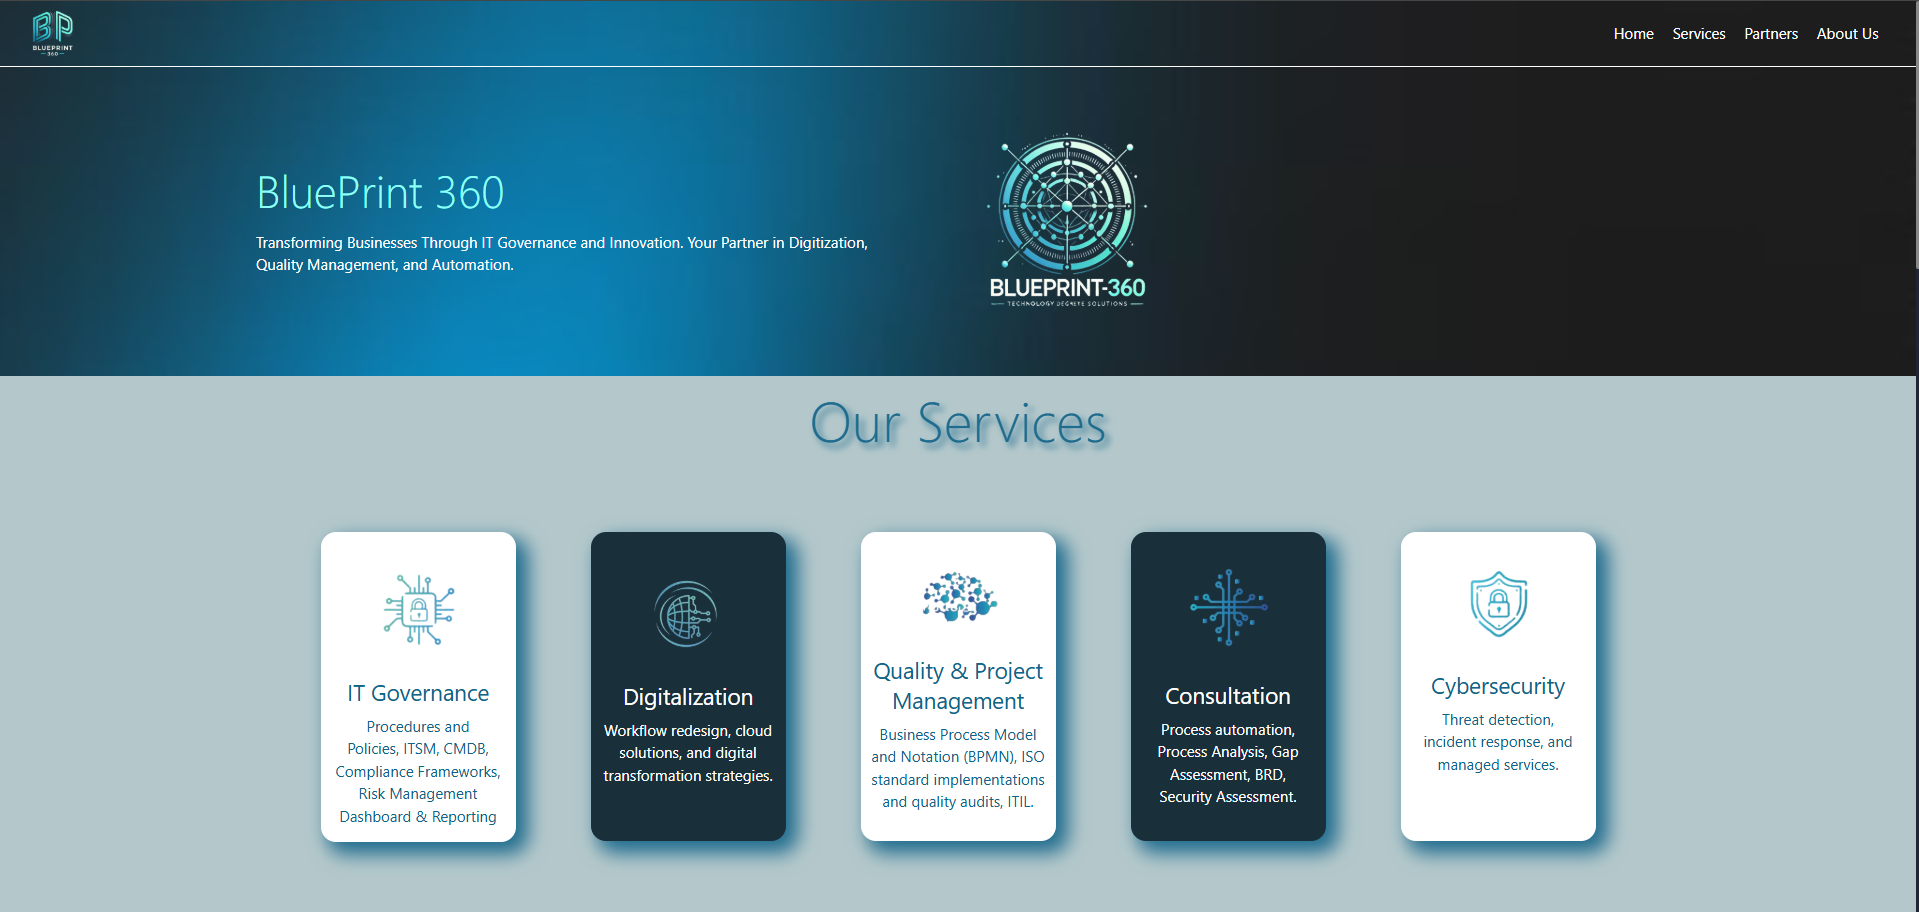 BP
BLUEPRINT
360
Home Services Partners About Us
BluePrint 360
Transforming Businesses Through IT Governance and Innovation. Your Partner in Digitization,
Quality Management, and Automation.
BLUEPRINT-360
TECHNOLOGY DEGREYE SOLUTIONS
Our Services
IT Governance
Procedures and
Policies, ITSM, CMDB,
Compliance Frameworks,
Risk Management
Dashboard & Reporting
Digitalization
Workflow redesign, cloud
solutions, and digital
transformation strategies.
Quality & Project
Management
Business Process Model
and Notation (BPMN), ISO
standard implementations
and quality audits, ITIL.
Consultation
Process automation,
Process Analysis, Gap
Assessment, BRD,
Security Assessment.
Cybersecurity
Threat detection,
incident response, and
managed services.